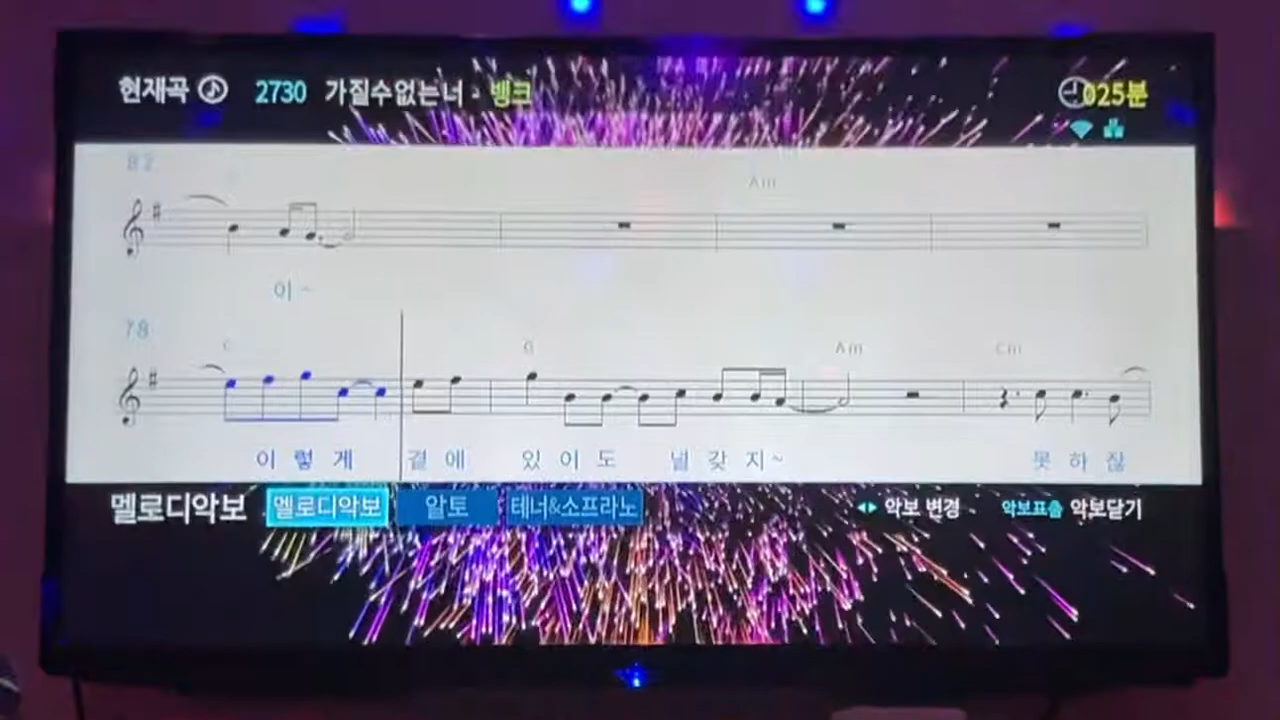 현재곡 2730 가질수없는너 - 뱅크 025분
82
Am
이~
78
C G Am Cm
이 렇 게 곁 에 있 이 도 널 갖 지~ 못 하 잖
멜로디악보 멜로디악보 알토 테너&소프라노 악보 변경 악보표출 악보닫기